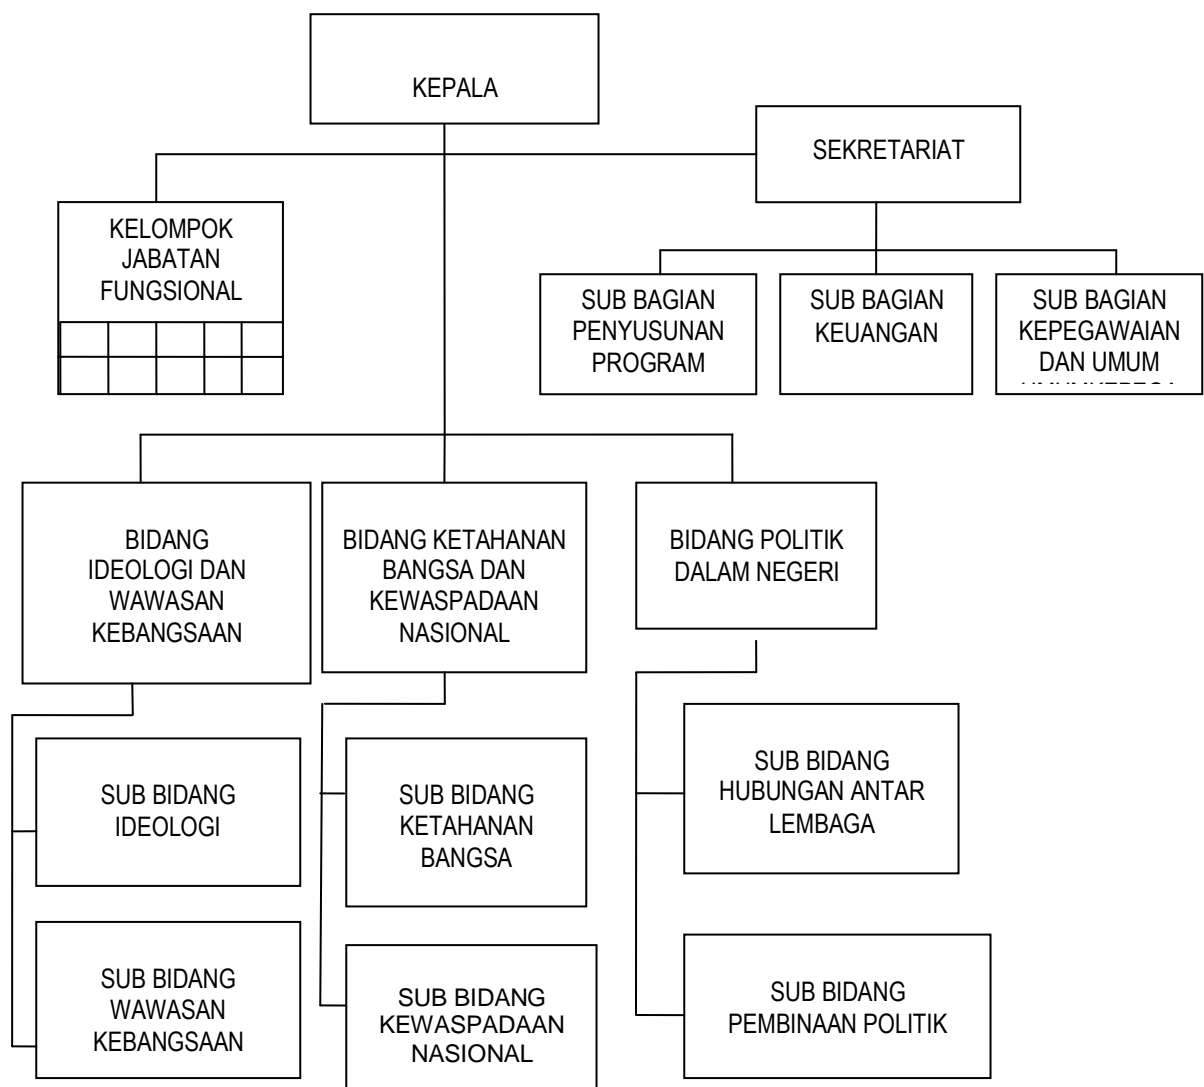 KEPALA
SEKRETARIAT
KELOMPOK
JABATAN
FUNGSIONAL
SUB BAGIAN
PENYUSUNAN
PROGRAM
SUB BAGIAN
KEUANGAN
SUB BAGIAN
KEPEGAWAIAN
DAN UMUM
BIDANG
IDEOLOGI DAN
WAWASAN
KEBANGSAAN
BIDANG KETAHANAN
BANGSA DAN
KEWASPADAAN
NASIONAL
BIDANG POLITIK
DALAM NEGERI
SUB BIDANG
IDEOLOGI
SUB BIDANG
KETAHANAN
BANGSA
SUB BIDANG
HUBUNGAN ANTAR
LEMBAGA
SUB BIDANG
WAWASAN
KEBANGSAAN
SUB BIDANG
KEWASPADAAN
NASIONAL
SUB BIDANG
PEMBINAAN POLITIK